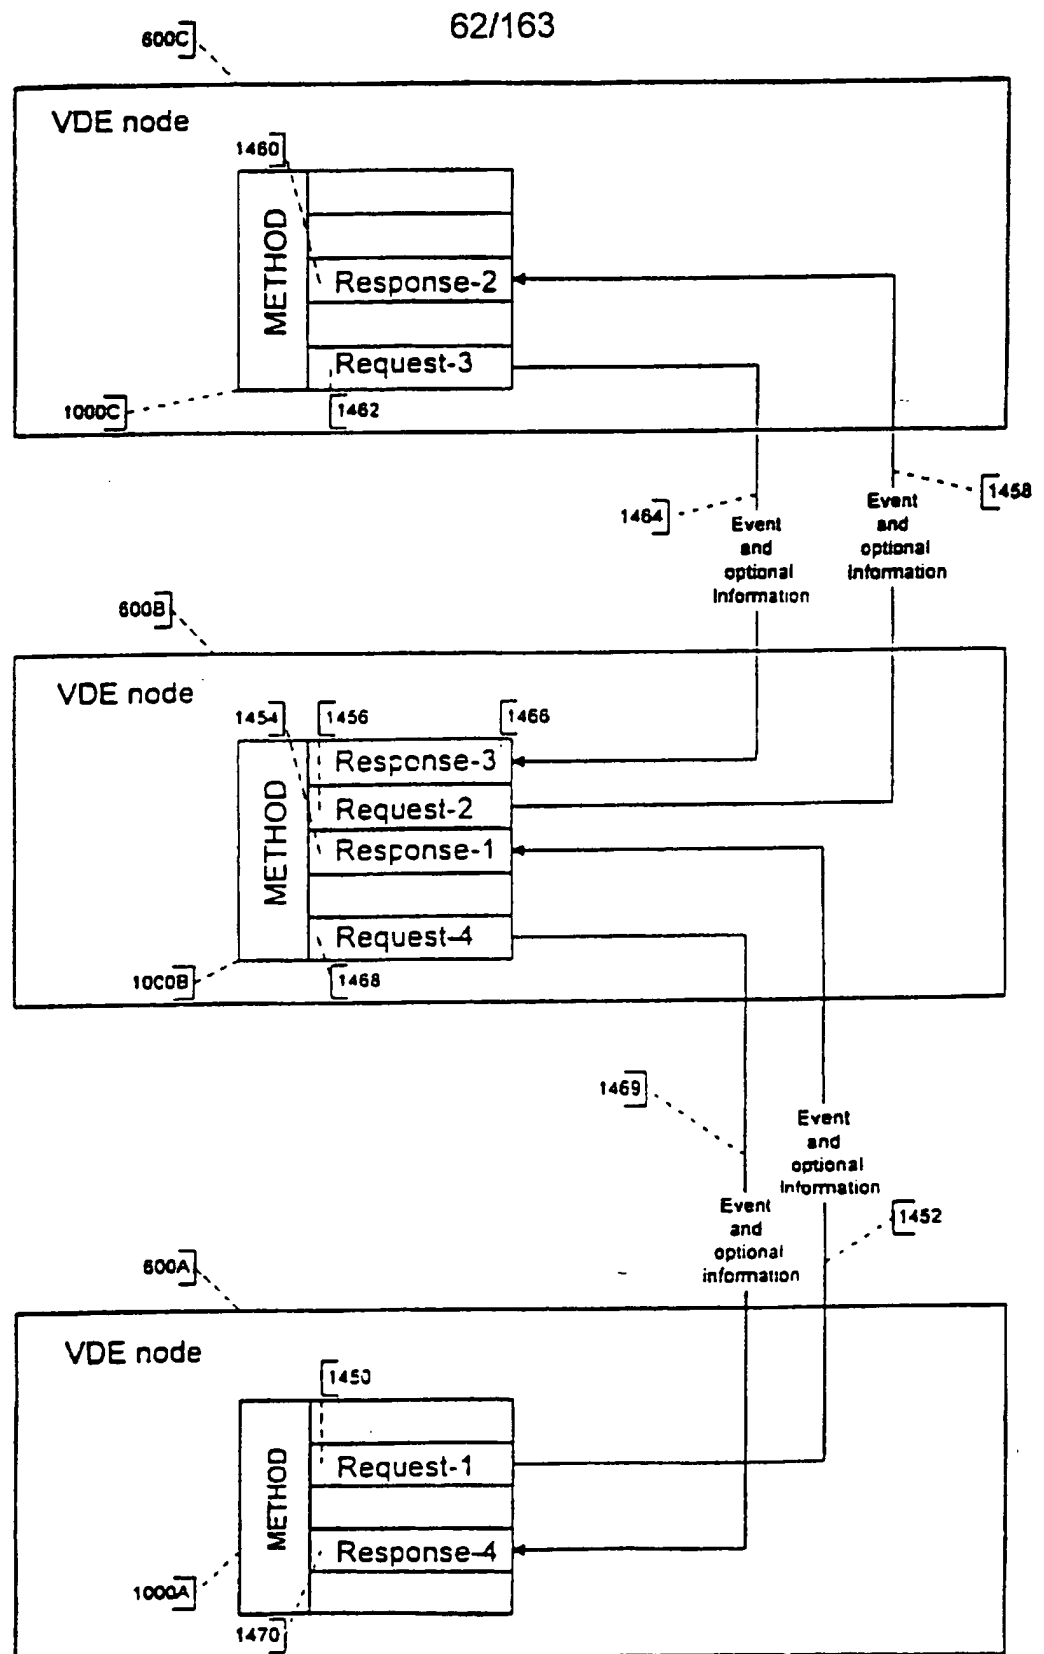 62/163
600C
VDE node
1460
METHOD
Response-2
Request-3
1000C
1462
1464
Event
and
optional
Information
Event
and
optional
Information
1458
600B
VDE node
1454
1456
1466
METHOD
Response-3
Request-2
Response-1
Request-4
1000B
1468
1469
Event
and
optional
Information
Event
and
optional
information
1452
600A
VDE node
1450
METHOD
Request-1
Response-4
1000A
1470